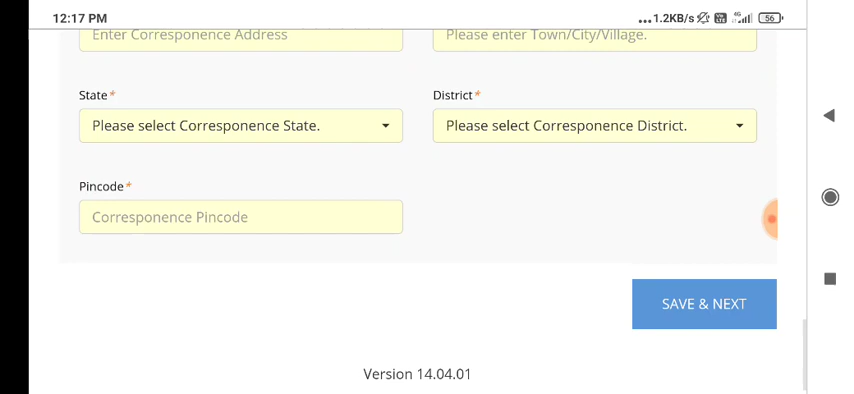 12:17 PM
...1.2KB/s 4G 56
Enter Corresponence Address
Please enter Town/City/Village.
State*
District*
Please select Corresponence State.
Please select Corresponence District.
Pincode*
Corresponence Pincode
SAVE & NEXT
Version 14.04.01